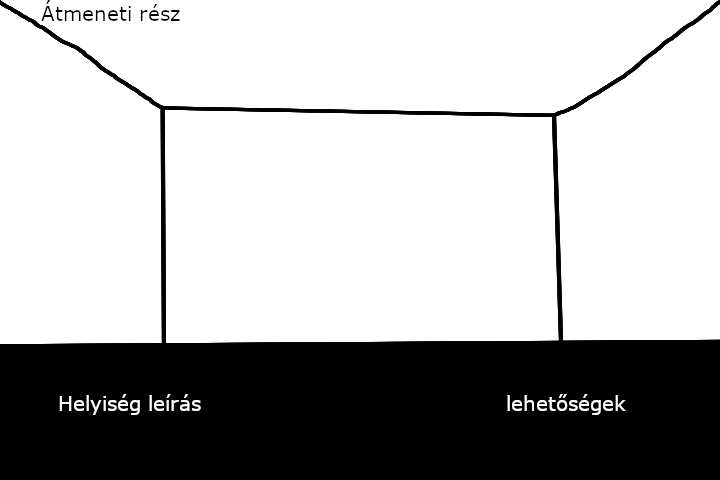 Átmeneti rész
Helyiség leírás
lehetőségek